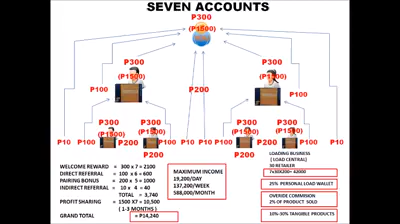 SEVEN ACCOUNTS
P300
(P1500)
P300 P300
(P1500) (P1500)
P100 P200 P200 P100
P300 P300 P300 P300
(P1500) (P1500) (P1500) (P1500)
P10 P200 P200 P10 P10 P200 P200 P10
P200
WELCOME REWARD = 300 x 7 = 2100
DIRECT REFERRAL = 100 x 6 = 600
PAIRING BONUS = 200 x 5 = 1000
INDIRECT REFERRAL = 10 x 4 = 40
TOTAL = 3,740
PROFIT SHARING = 1500 X7 = 10,500
( 1-3 MONTHS )
GRAND TOTAL = P14,240
MAXIMUM INCOME
19,200/DAY
137,200/WEEK
588,000/MONTH
LOADING BUSINESS
( LOAD CENTRAL)
30 RETAILER
7x30X200= 42000
25% PERSONAL LOAD WALLET
OVERIDE COMMISION
2% OF PRODUCT SOLD
10%-30% TANGIBLE PRODUCTS